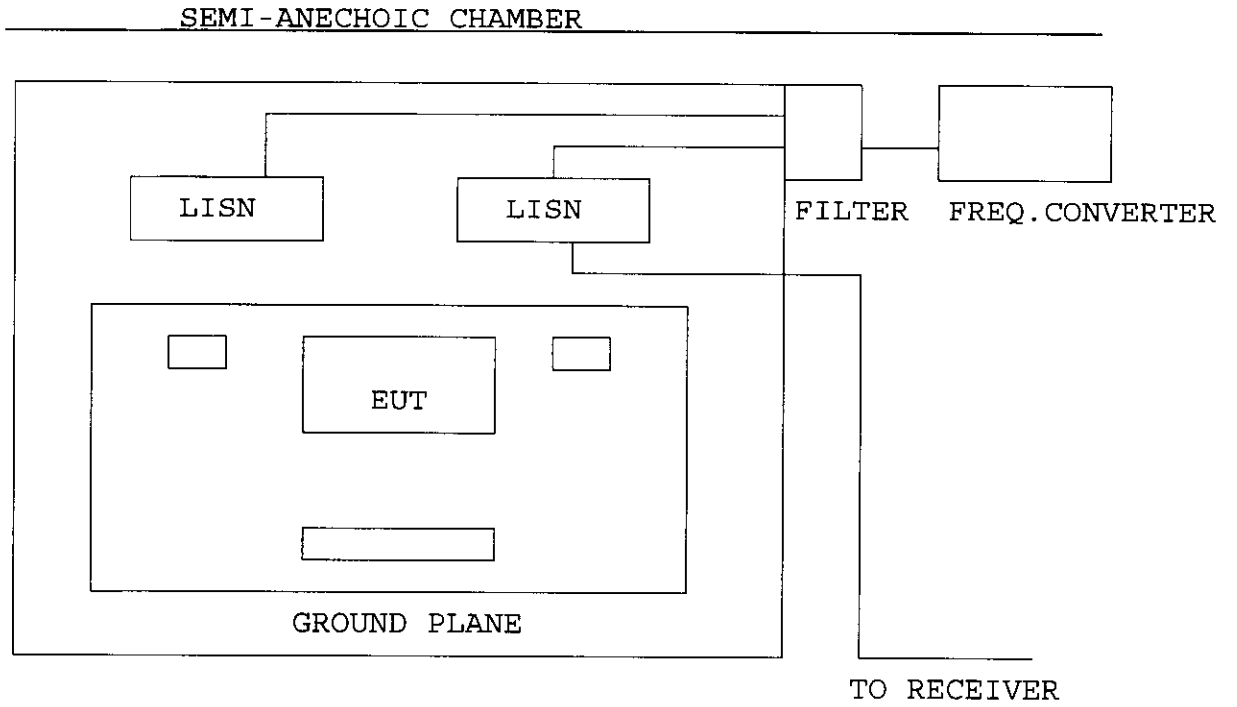 SEMI-ANECHOIC CHAMBER
LISN
LISN
FILTER
FREQ.CONVERTER
EUT
GROUND PLANE
TO RECEIVER